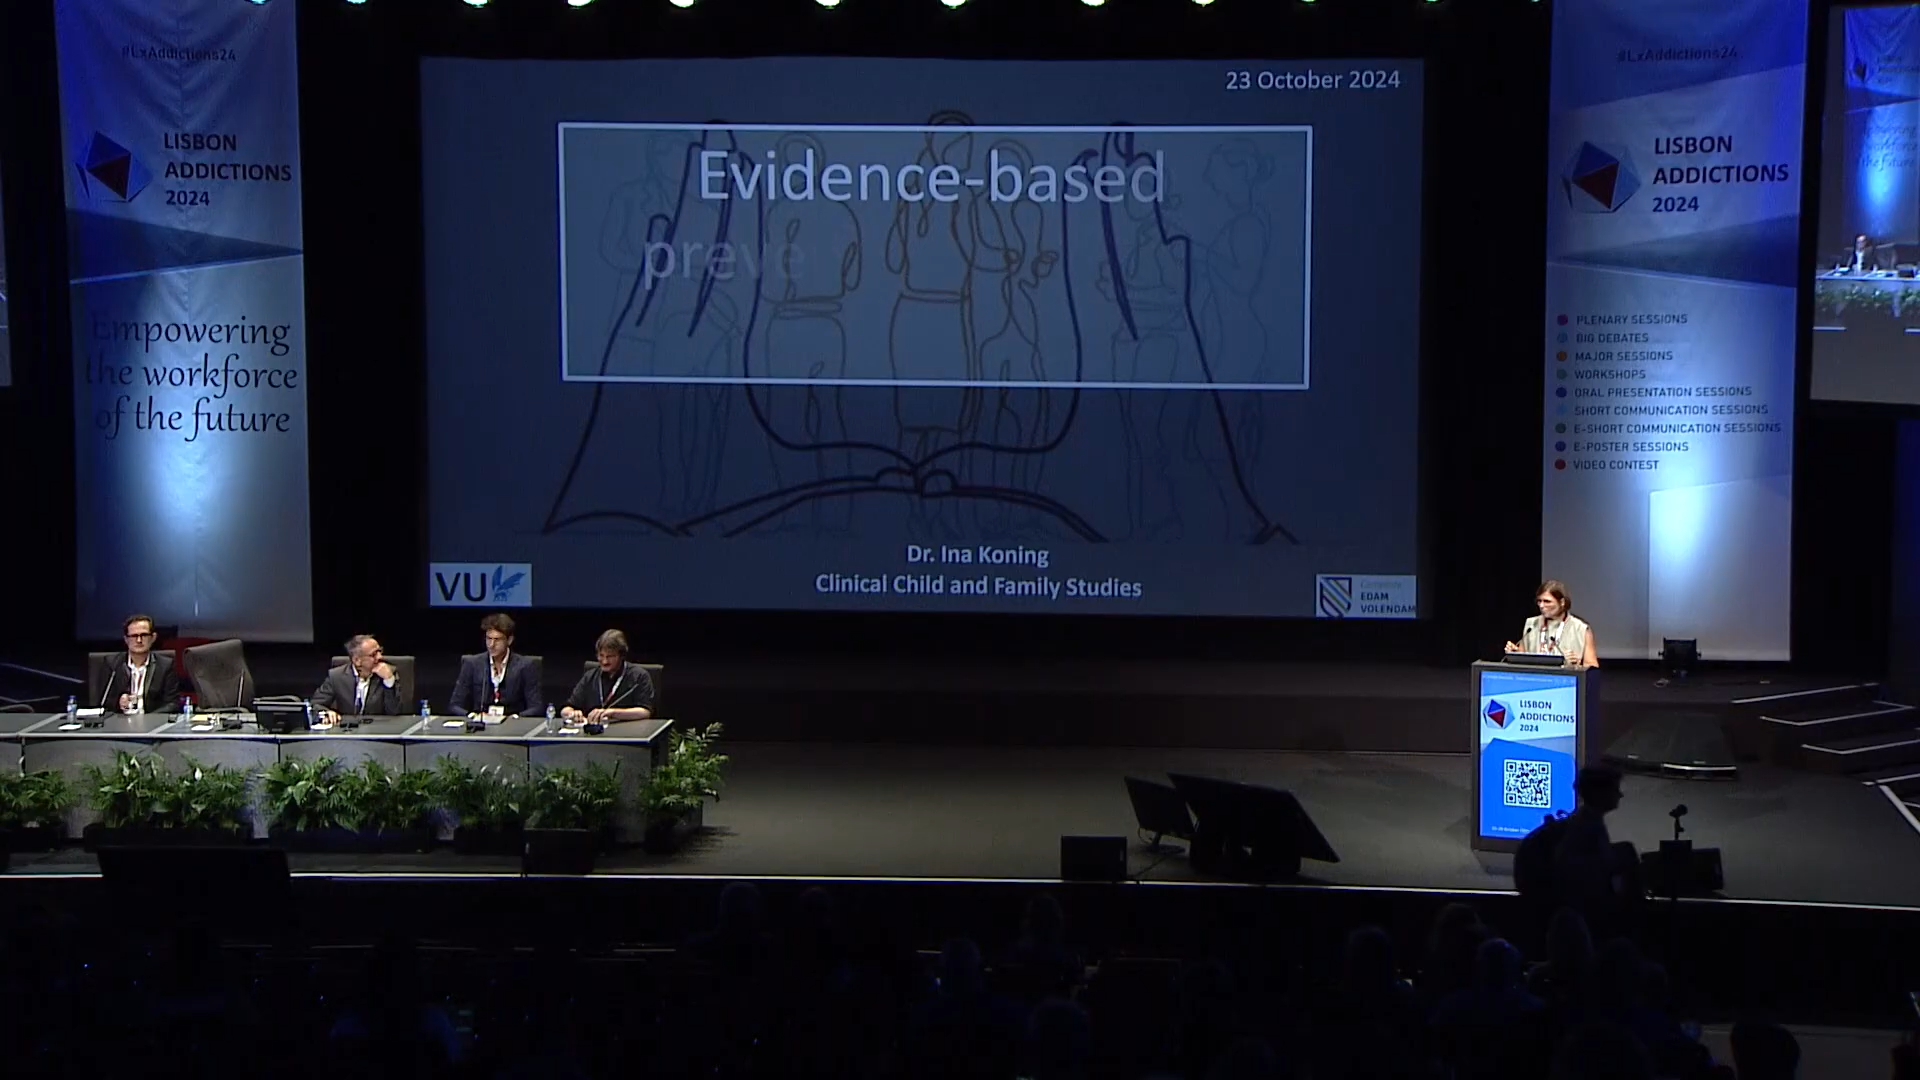 #LxAddictions24
LISBON
ADDICTIONS
2024
Empowering
the workforce
of the future
23 October 2024
Evidence-based
preve
Dr. Ina Koning
Clinical Child and Family Studies
VU
EDAM
VOLENDAM
#LxAddictions24
LISBON
ADDICTIONS
2024
PLENARY SESSIONS
BIG DEBATES
MAJOR SESSIONS
WORKSHOPS
ORAL PRESENTATION SESSIONS
SHORT COMMUNICATION SESSIONS
E-SHORT COMMUNICATION SESSIONS
E-POSTER SESSIONS
VIDEO CONTEST
LISBON
ADDICTIONS
2024